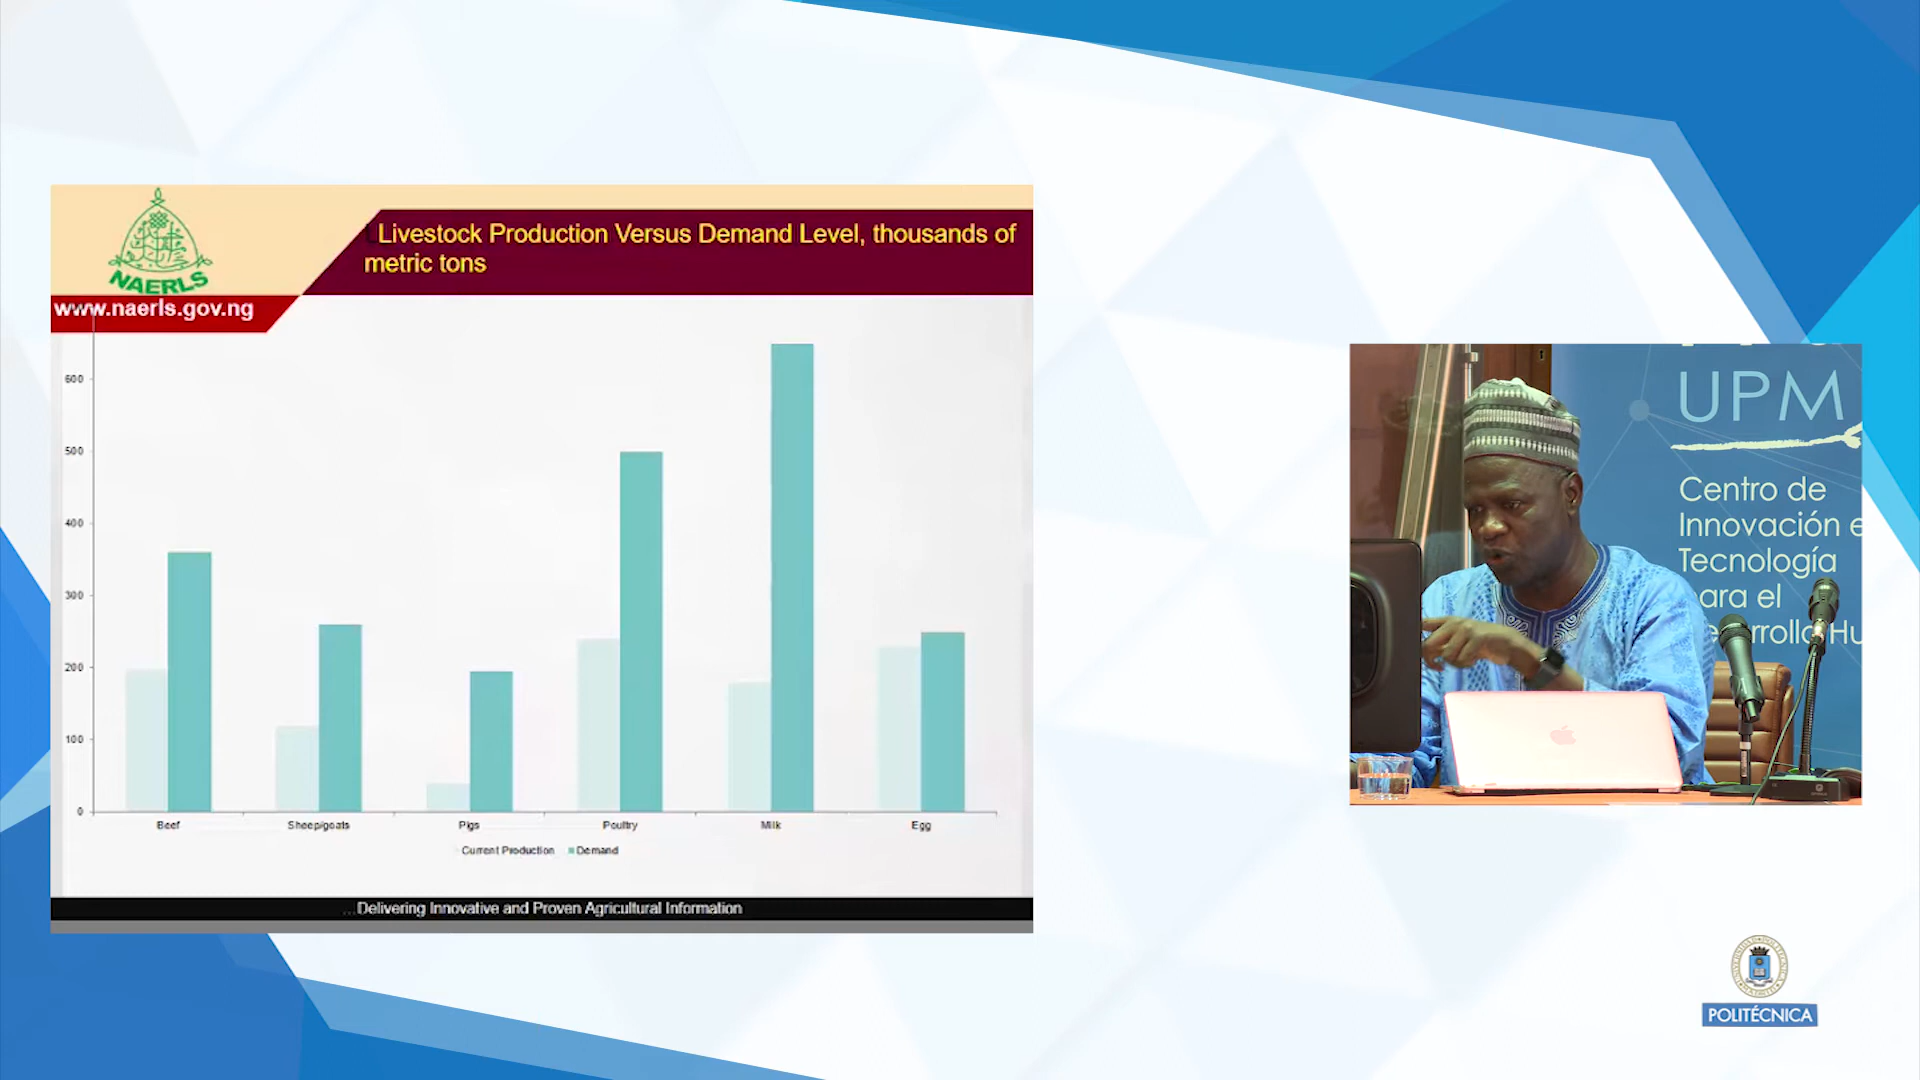 Livestock Production Versus Demand Level, thousands of
metric tons
NAERLS
www.naerls.gov.ng
600
500
400
300
200
100
0
Beef
Sheep/goats
Pigs
Poultry
Milk
Egg
Current Production
Demand
...Delivering Innovative and Proven Agricultural Information
UPM
Centro de
Innovación e
Tecnología
para el
Hu
POLITÉCNICA